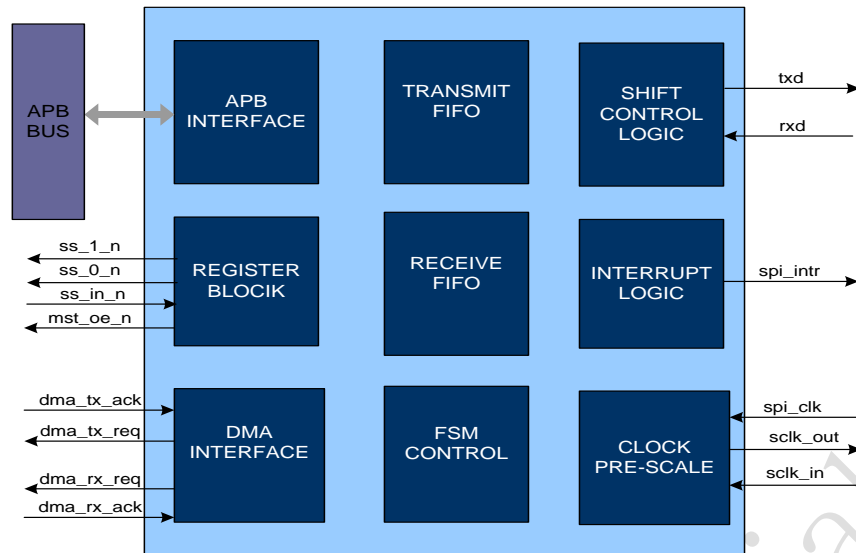 APB
BUS
APB
INTERFACE
TRANSMIT
FIFO
SHIFT
CONTROL
LOGIC
txd
rxd
ss_1_n
ss_0_n
ss_in_n
mst_oe_n
REGISTER
BLOCIK
RECEIVE
FIFO
INTERRUPT
LOGIC
spi_intr
dma_tx_ack
dma_tx_req
dma_rx_req
dma_rx_ack
DMA
INTERFACE
FSM
CONTROL
CLOCK
PRE-SCALE
spi_clk
sclk_out
sclk_in